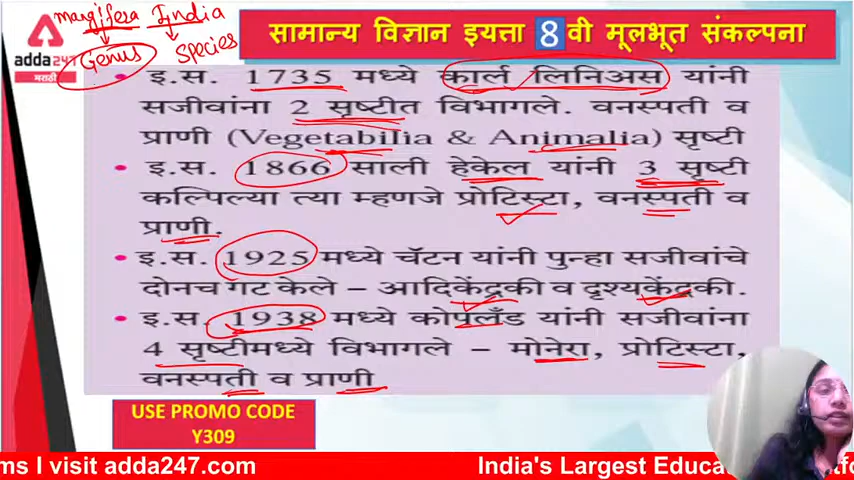 mangifera India
Genus Species
adda247
मराठी
सामान्य विज्ञान इयत्ता 8 वी मूलभूत संकल्पना
• इ.स. 1735 मध्ये कार्ल लिनिअस यांनी
सजीवांना 2 सृष्टीत विभागले. वनस्पती व
प्राणी (Vegetabilia & Animalia) सृष्टी
• इ.स. 1866 साली हेकेल यांनी 3 सृष्टी
कल्पिल्या त्या म्हणजे प्रोटिस्टा, वनस्पती व
प्राणी.
• इ.स. 1925 मध्ये चॅटन यांनी पुन्हा सजीवांचे
दोनच गट केले – आदिकेंद्रकी व दृश्यकेंद्रकी.
• इ.स. 1938 मध्ये कोपलँड यांनी सजीवांना
4 सृष्टीमध्ये विभागले – मोनेरा, प्रोटिस्टा,
वनस्पती व प्राणी
USE PROMO CODE
Y309
ms I visit adda247.com India's Largest Educa